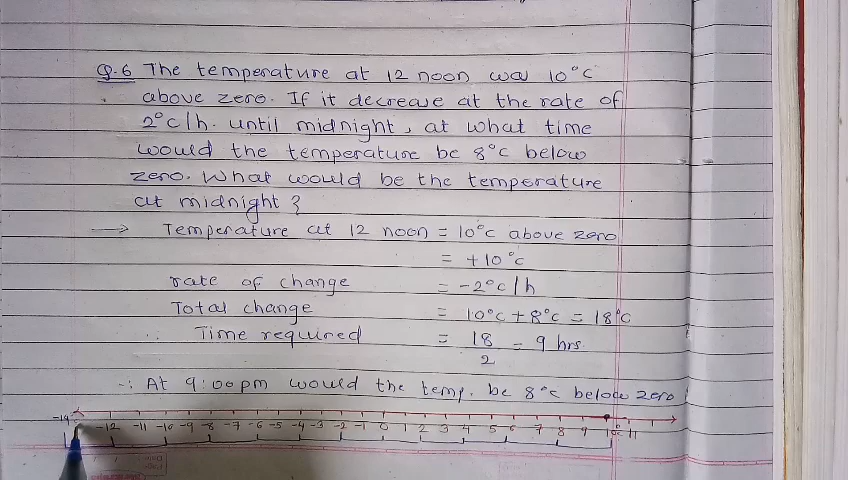 Q.6 The temperature at 12 noon was 10°C
above zero. If it decrease at the rate of
2°C/h. until midnight, at what time
would the temperature be 8°C below
zero. What would be the temperature
at midnight?
→ Temperature at 12 noon = 10°C above zero
= +10°C
rate of change = -2°C/h
Total change = 10°C + 8°C = 18°C
∴ Time required = 18/2 = 9 hrs.
∴ At 9:00pm would the temp. be 8°C below zero
-14 -12 -11 -10 -9 -8 -7 -6 -5 -4 -3 -2 -1 0 1 2 3 4 5 6 7 8 9 10 11